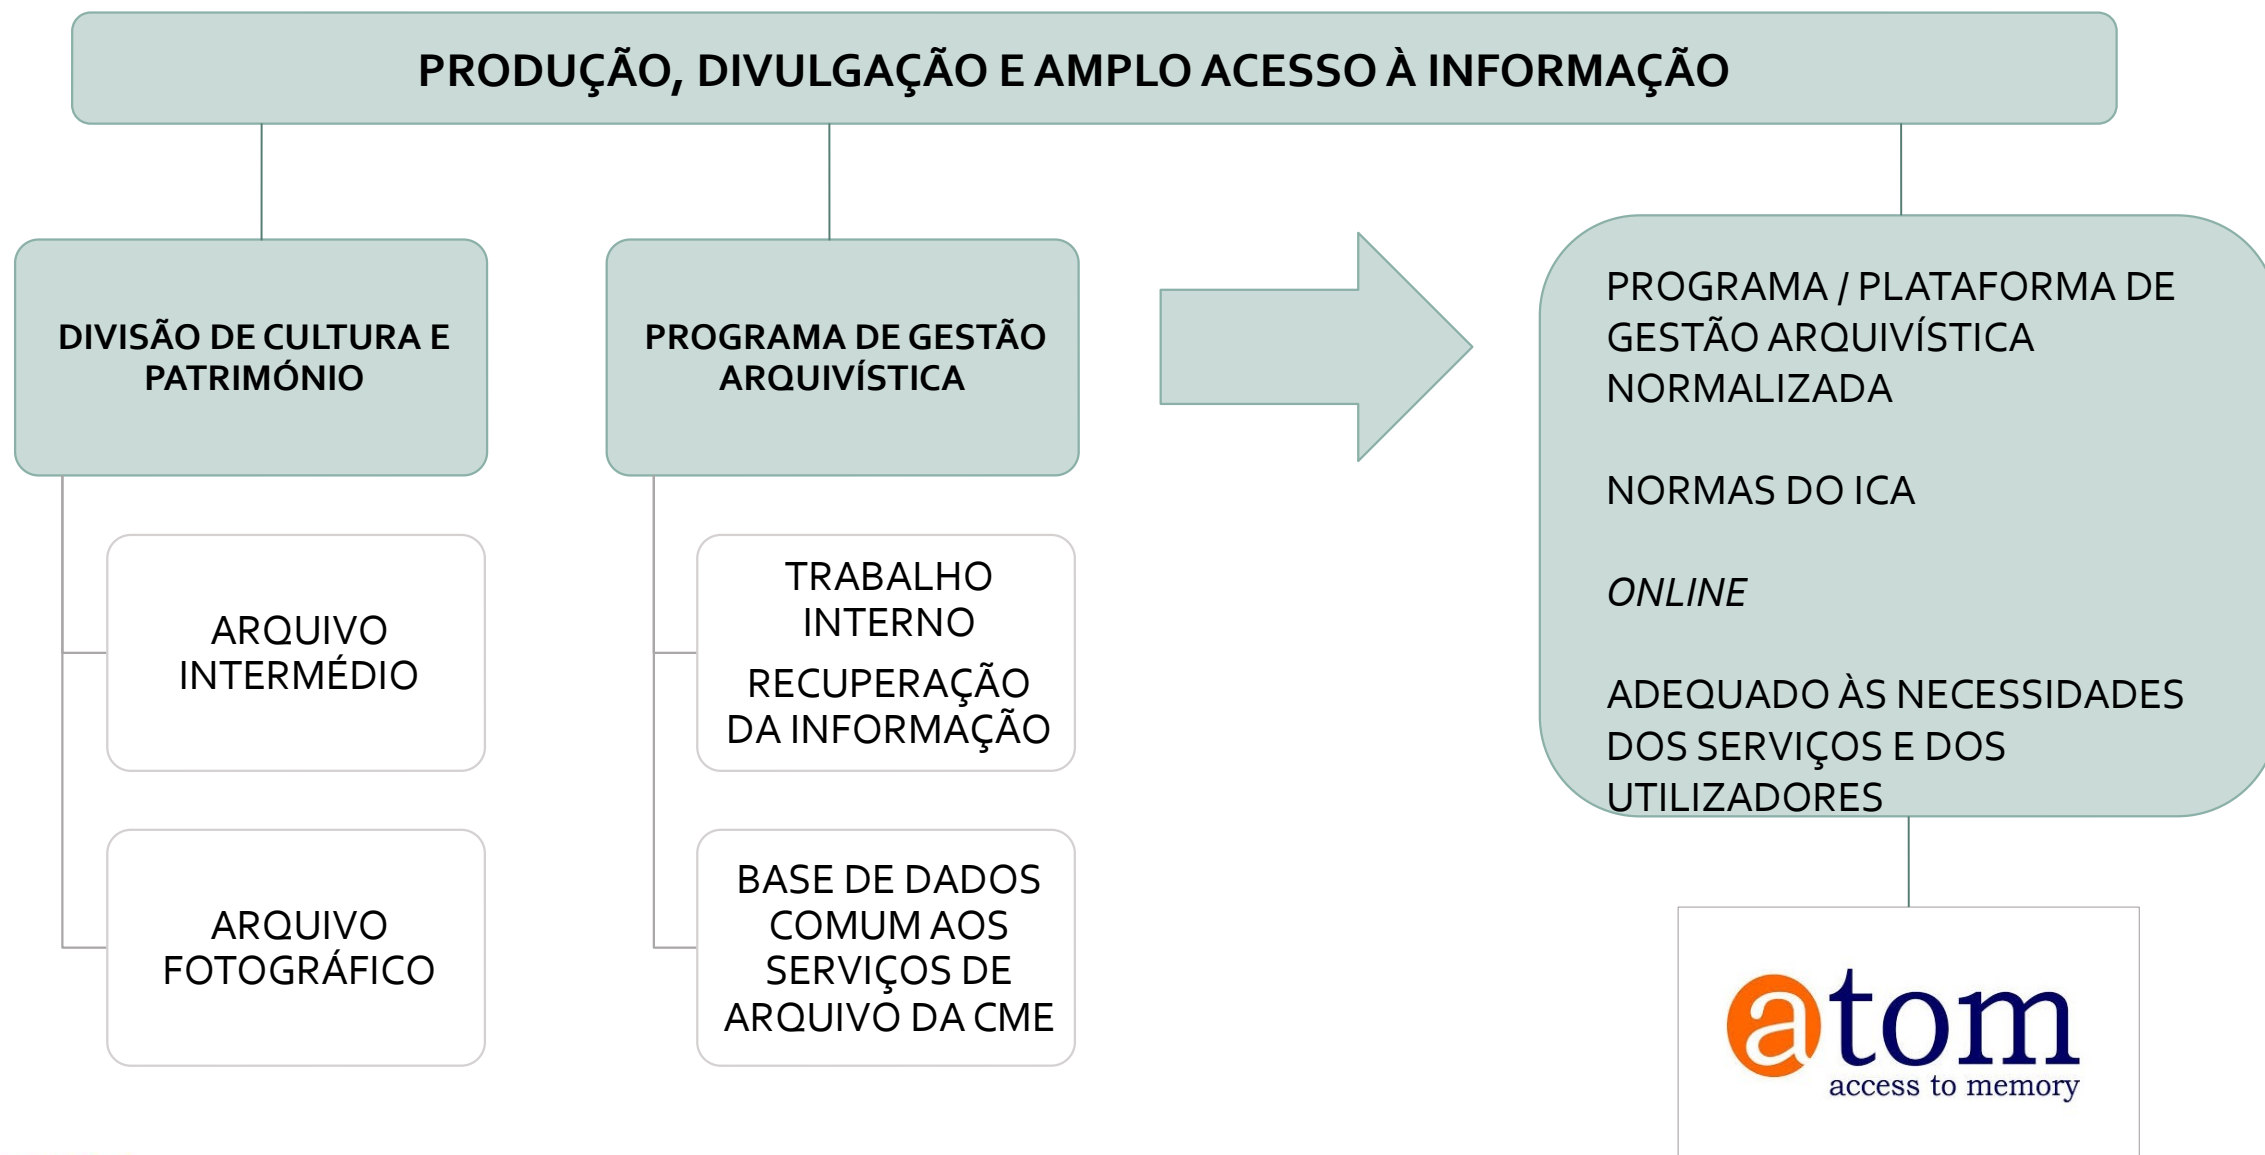 PRODUÇÃO, DIVULGAÇÃO E AMPLO ACESSO À INFORMAÇÃO
DIVISÃO DE CULTURA E
PATRIMÓNIO
ARQUIVO
INTERMÉDIO
ARQUIVO
FOTOGRÁFICO
PROGRAMA DE GESTÃO
ARQUIVÍSTICA
TRABALHO
INTERNO
RECUPERAÇÃO
DA INFORMAÇÃO
BASE DE DADOS
COMUM AOS
SERVIÇOS DE
ARQUIVO DA CME
PROGRAMA / PLATAFORMA DE
GESTÃO ARQUIVÍSTICA
NORMALIZADA
NORMAS DO ICA
ONLINE
ADEQUADO ÀS NECESSIDADES
DOS SERVIÇOS E DOS
UTILIZADORES
atom
access to memory